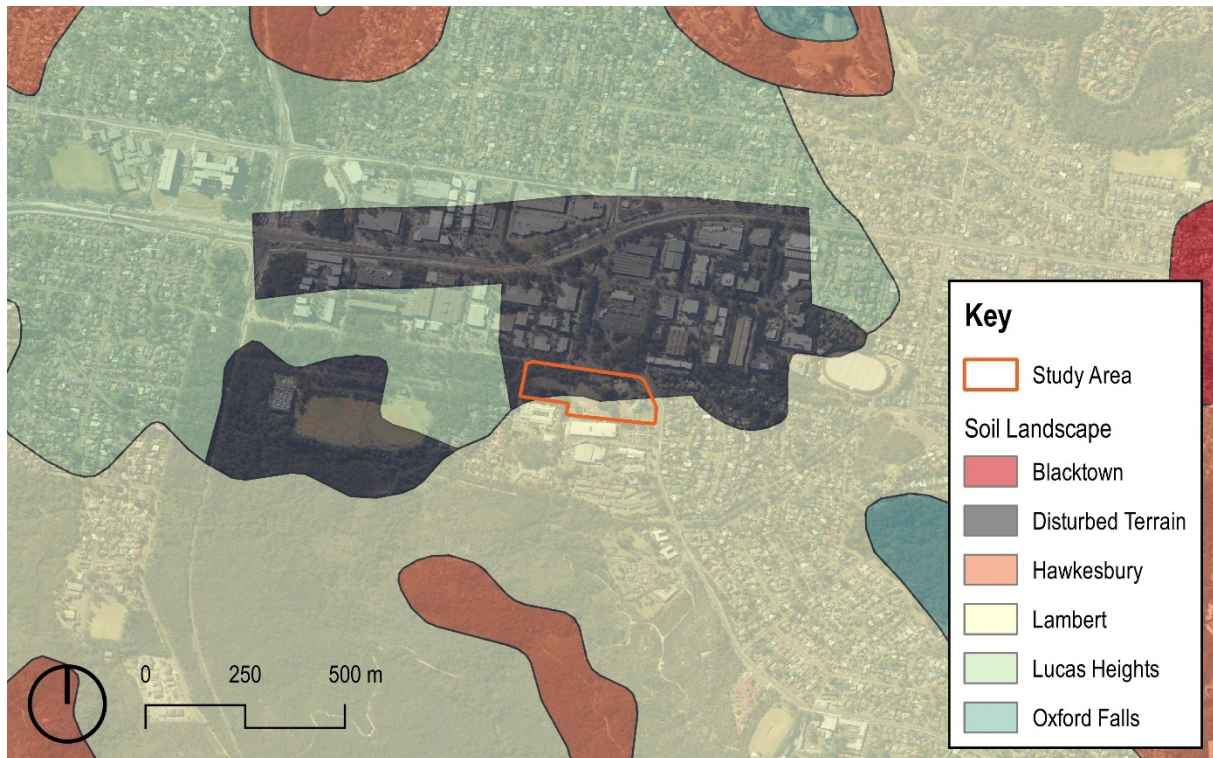 Key
Study Area
Soil Landscape
Blacktown
Disturbed Terrain
Hawkesbury
Lambert
Lucas Heights
Oxford Falls
0 250 500 m